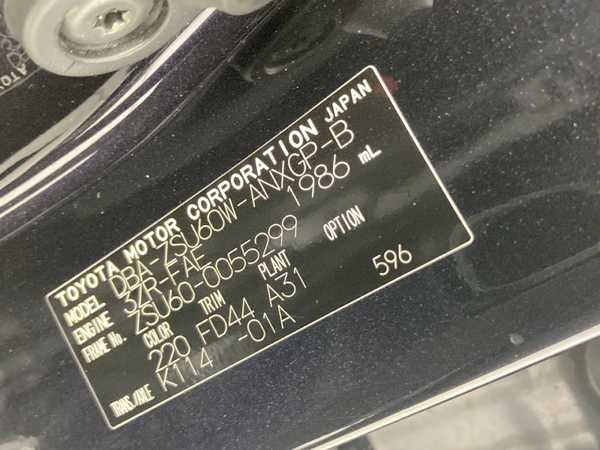 TOYOTA MOTOR CORPORATION JAPAN
MODEL DBA-ZSU60W-ANXGP-B
ENGINE 3ZR-FAE 1986 mL
FRAME No. ZSU60-0055299
COLOR TRIM PLANT OPTION
220 FD44 A31 596
TRANS./AXLE K114 -01A